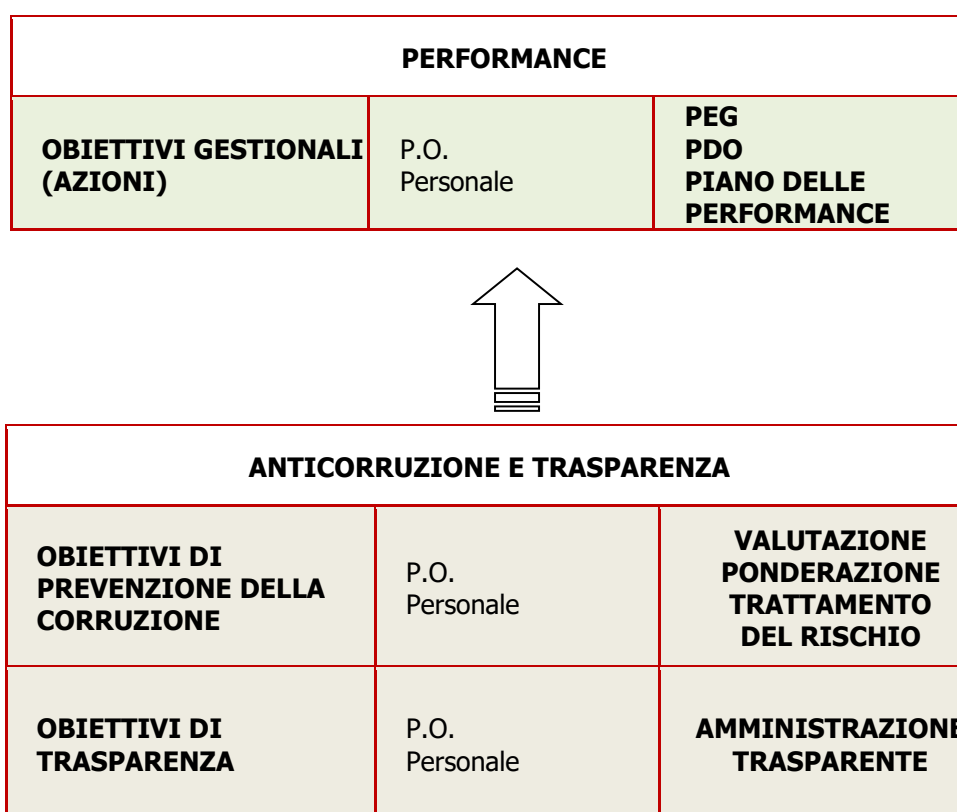 PERFORMANCE
OBIETTIVI GESTIONALI
(AZIONI)
P.O.
Personale
PEG
PDO
PIANO DELLE
PERFORMANCE
ANTICORRUZIONE E TRASPARENZA
OBIETTIVI DI
PREVENZIONE DELLA
CORRUZIONE
P.O.
Personale
VALUTAZIONE
PONDERAZIONE
TRATTAMENTO
DEL RISCHIO
OBIETTIVI DI
TRASPARENZA
P.O.
Personale
AMMINISTRAZIONE
TRASPARENTE